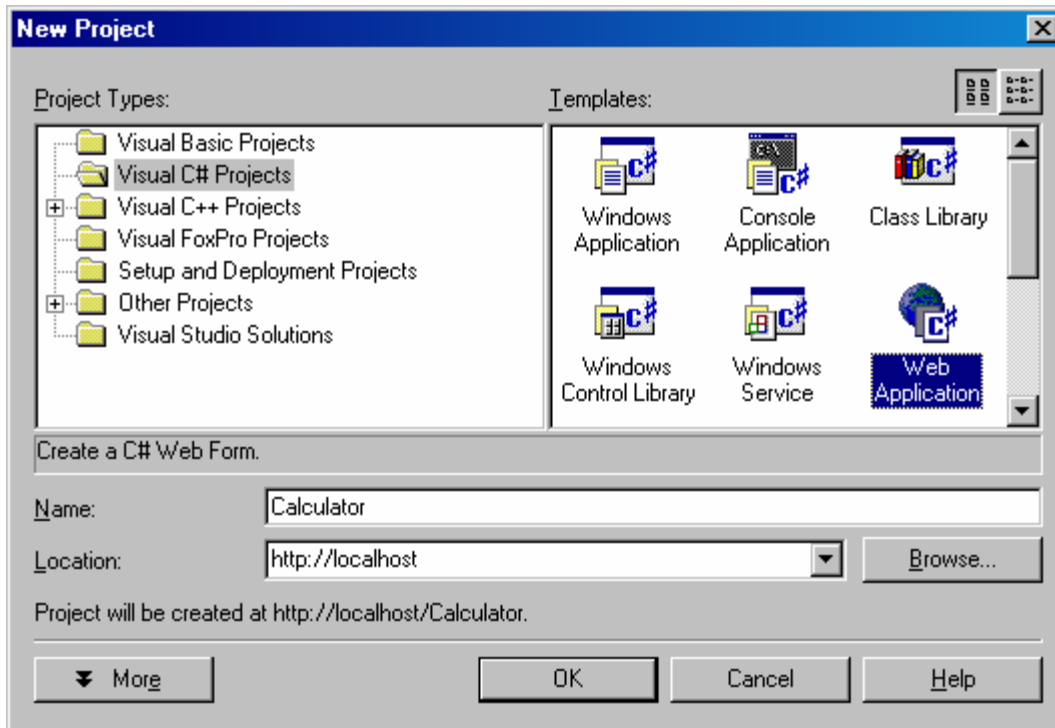 New Project
Project Types:
Templates:
Visual Basic Projects
Visual C# Projects
Visual C++ Projects
Visual FoxPro Projects
Setup and Deployment Projects
Other Projects
Visual Studio Solutions
Windows
Application
Console
Application
Class Library
Windows
Control Library
Windows
Service
Web
Application
Create a C# Web Form.
Name:
Calculator
Location:
http://localhost
Browse...
Project will be created at http://localhost/Calculator.
More
OK
Cancel
Help